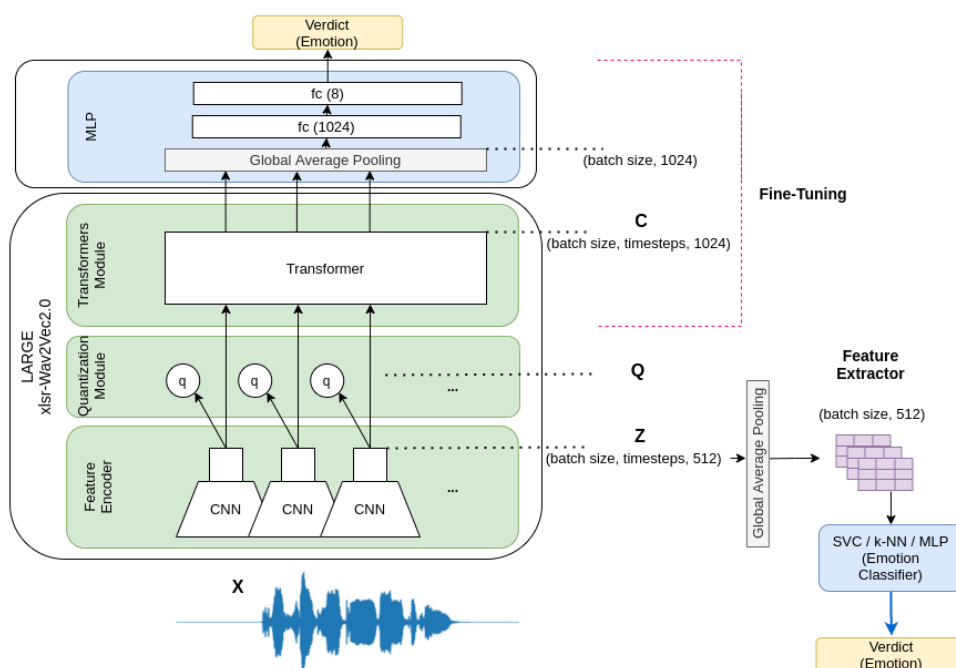 Verdict
(Emotion)
MLP
fc (8)
fc (1024)
Global Average Pooling
(batch size, 1024)
Fine-Tuning
LARGE
xlsr-Wav2Vec2.0
Transformers
Module
Transformer
C
(batch size, timesteps, 1024)
Quantization
Module
q
q
q
...
Q
Feature
Encoder
CNN
CNN
CNN
...
Z
(batch size, timesteps, 512)
Global Average Pooling
Feature
Extractor
(batch size, 512)
SVC / k-NN / MLP
(Emotion
Classifier)
Verdict
(Emotion)
X